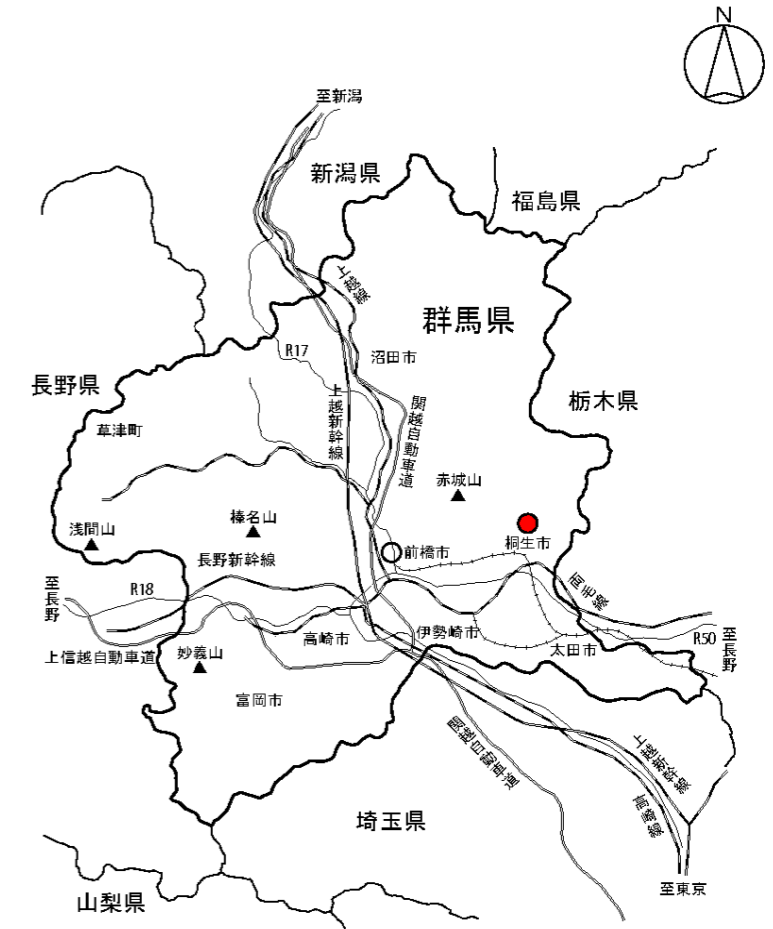 N
至新潟
新潟県
福島県
上越線
群馬県
R17
沼田市
長野県
上越新幹線
関越自動車道
栃木県
草津町
赤城山
榛名山
浅間山
前橋市
桐生市
長野新幹線
至長野
R18
両毛線
高崎市
伊勢崎市
太田市
R50
至長野
上信越自動車道
妙義山
富岡市
関越自動車道
上越新幹線
高崎線
埼玉県
至東京
山梨県